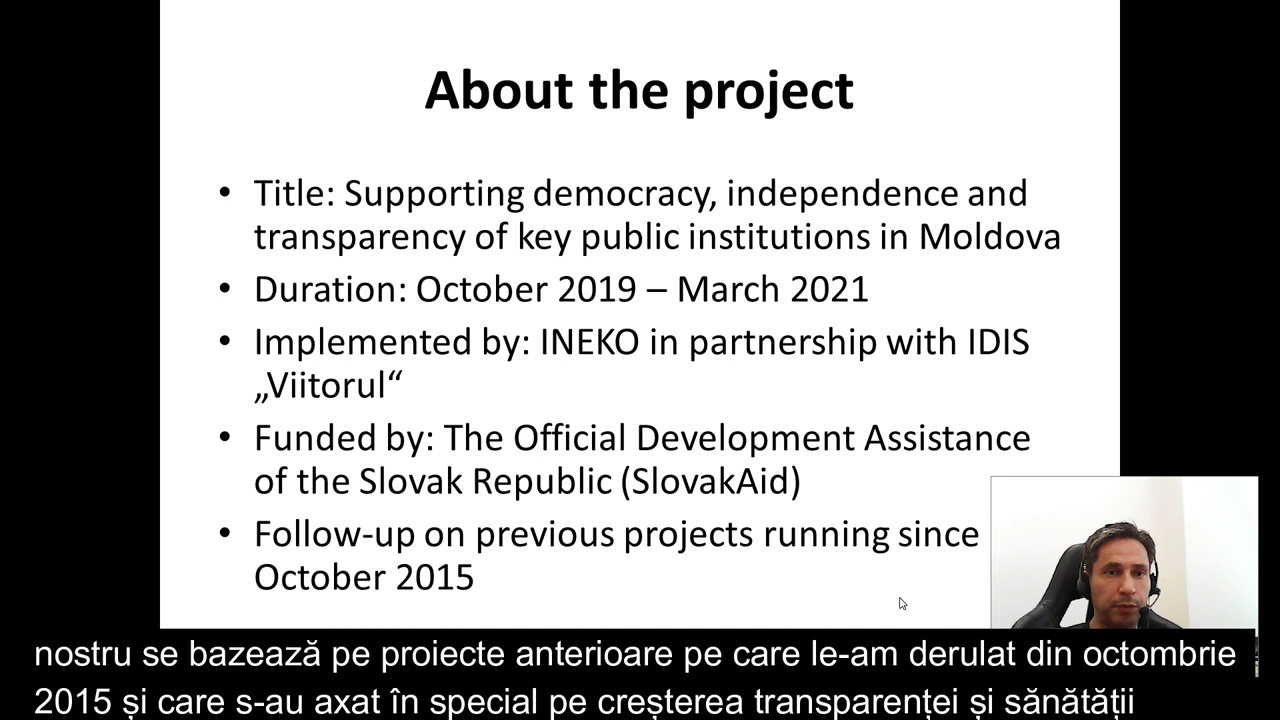 About the project
• Title: Supporting democracy, independence and
transparency of key public institutions in Moldova
• Duration: October 2019 – March 2021
• Implemented by: INEKO in partnership with IDIS
„Viitorul“
• Funded by: The Official Development Assistance
of the Slovak Republic (SlovakAid)
• Follow-up on previous projects running since
October 2015
nostru se bazează pe proiecte anterioare pe care le-am derulat din octombrie
2015 și care s-au axat în special pe creșterea transparenței și sănătății